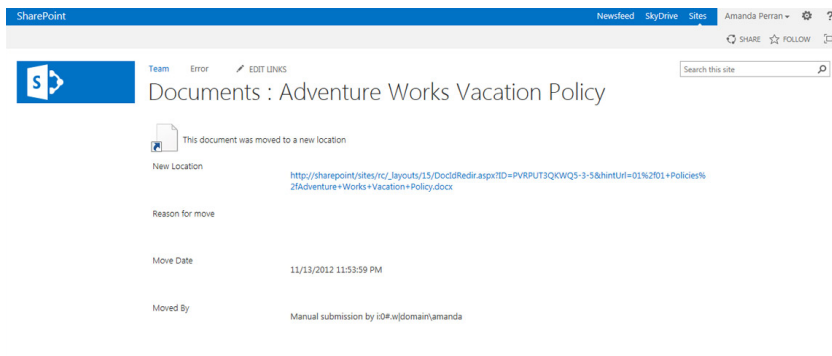 SharePoint Newsfeed SkyDrive Sites Amanda Perran ?
SHARE FOLLOW
Team Error EDIT LINKS Search this site
S
Documents : Adventure Works Vacation Policy
This document was moved to a new location
New Location
http://sharepoint/sites/rc/_layouts/15/DocIdRedir.aspx?ID=PVRPUT3QKWQ5-3-5&hintUrl=01%2f01+Policies%
2fAdventure+Works+Vacation+Policy.docx
Reason for move
Move Date
11/13/2012 11:53:59 PM
Moved By
Manual submission by i:0#.w|domain\amanda